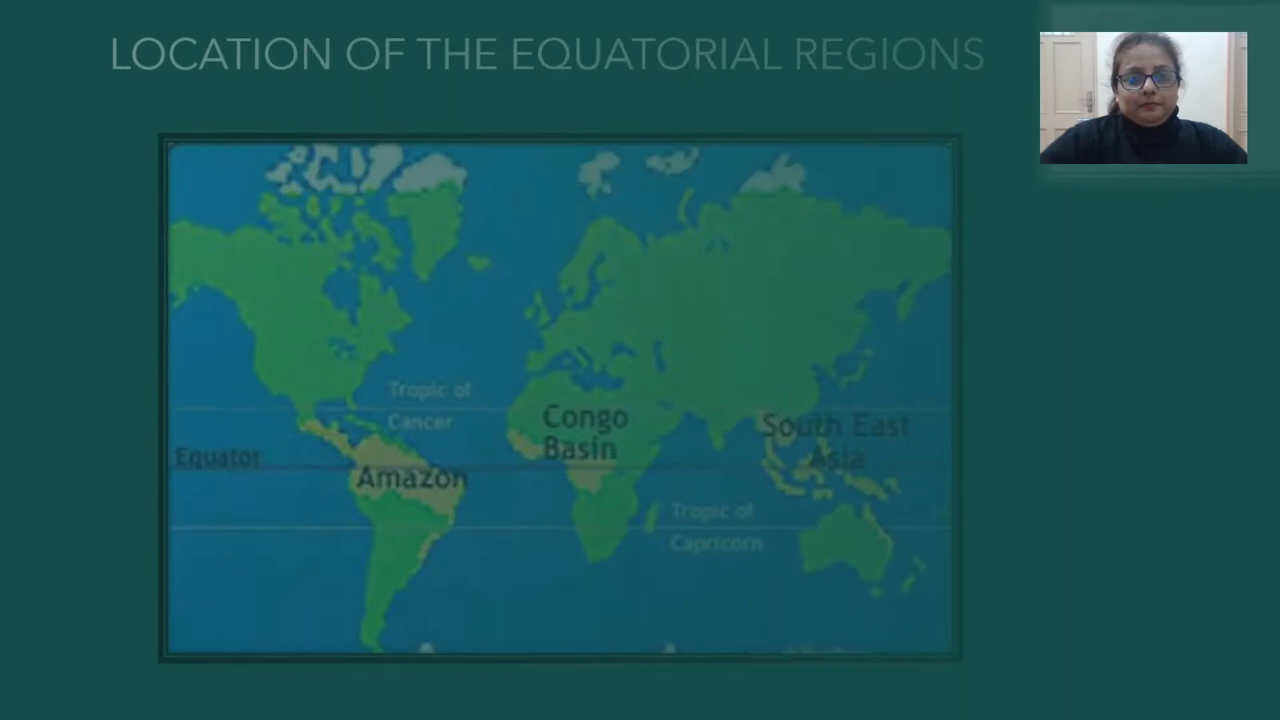 LOCATION OF THE EQUATORIAL REGIONS
Tropic of
Cancer
Congo
Basin
South East
Asia
Equator
Amazon
Tropic of
Capricorn